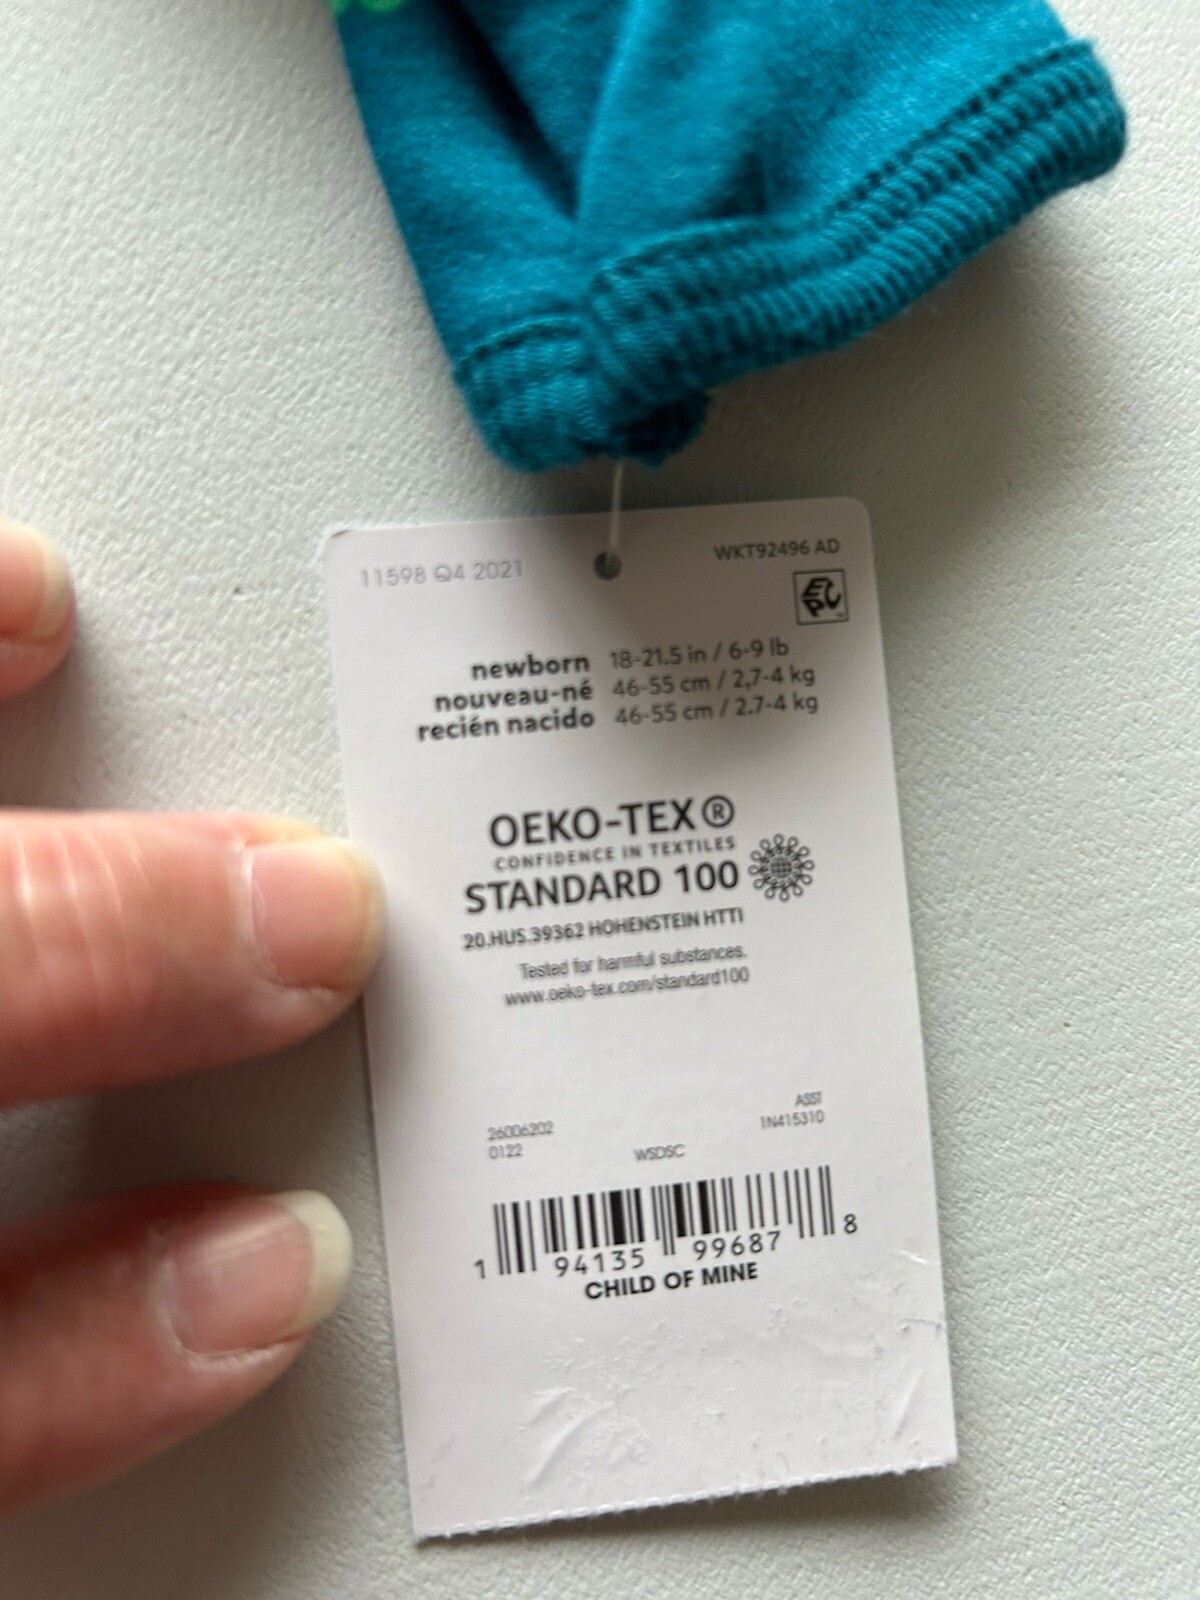 11598 Q4 2021
WKT92496 AD
EPC
newborn 18-21.5 in / 6-9 lb
nouveau-né 46-55 cm / 2,7-4 kg
recién nacido 46-55 cm / 2.7-4 kg
OEKO-TEX®
CONFIDENCE IN TEXTILES
STANDARD 100
20.HUS.39362 HOHENSTEIN HTTI
Tested for harmful substances.
www.oeko-tex.com/standard100
26006202
0122
WSDSC
ASST
1N415310
1 94135 99687 8
CHILD OF MINE